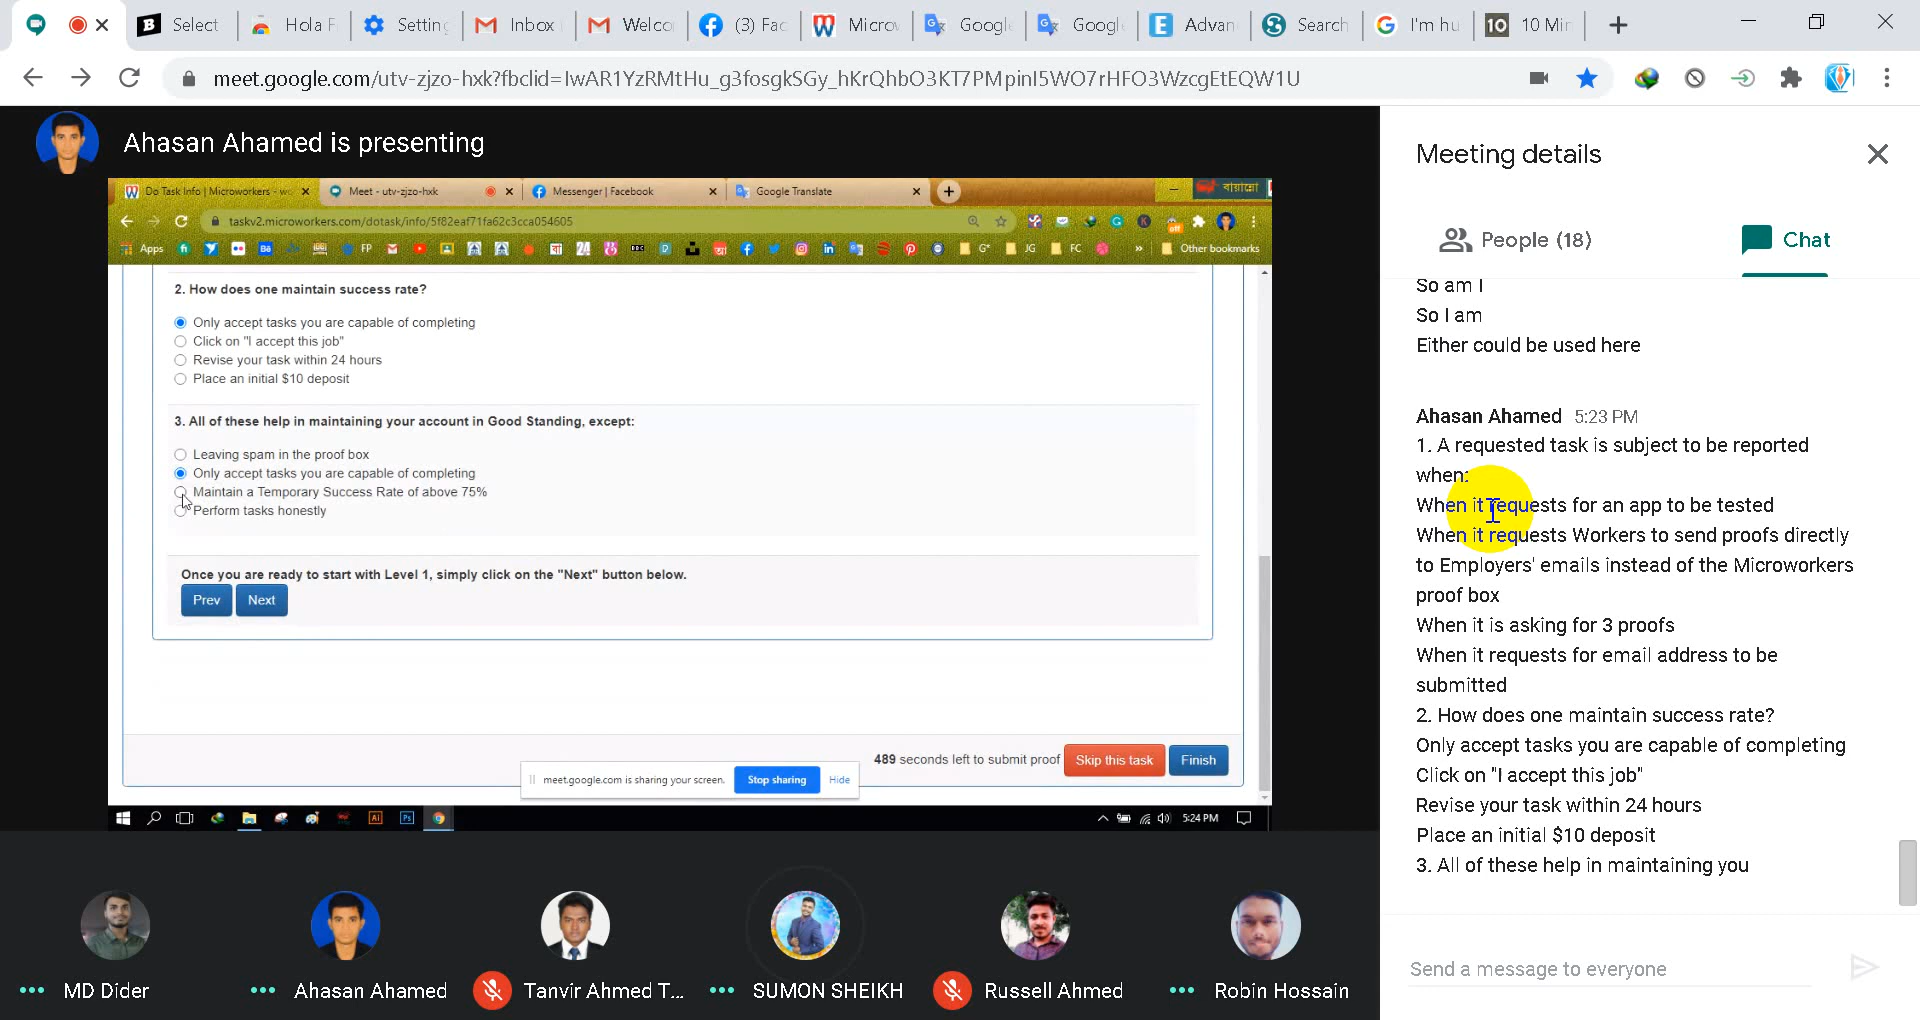 Select
Hola F
Setting
Inbox
Welco
(3) Fac
Microw
Google
Google
Advan
Search
I'm hu
10 Min
meet.google.com/utv-zjzo-hxk?fbclid=IwAR1YzRMtHu_g3fosgkSGy_hKrQhbO3KT7PMpinI5WO7rHFO3WzcgEtEQW1U
Ahasan Ahamed is presenting
Do Task Info | Microworkers - wo
Meet - utv-zjzo-hxk
Messenger | Facebook
Google Translate
taskv2.microworkers.com/dotask/info/5f82eaf71fa62c3cca054605
Apps
FP
G*
JG
FC
Other bookmarks
2. How does one maintain success rate?
Only accept tasks you are capable of completing
Click on "I accept this job"
Revise your task within 24 hours
Place an initial $10 deposit
3. All of these help in maintaining your account in Good Standing, except:
Leaving spam in the proof box
Only accept tasks you are capable of completing
Maintain a Temporary Success Rate of above 75%
Perform tasks honestly
Once you are ready to start with Level 1, simply click on the "Next" button below.
Prev
Next
489 seconds left to submit proof
Skip this task
Finish
meet.google.com is sharing your screen.
Stop sharing
Hide
5:24 PM
MD Dider
Ahasan Ahamed
Tanvir Ahmed T...
SUMON SHEIKH
Russell Ahmed
Robin Hossain
Meeting details
People (18)
Chat
So am I
So I am
Either could be used here
Ahasan Ahamed 5:23 PM
1. A requested task is subject to be reported
when:
When it requests for an app to be tested
When it requests Workers to send proofs directly
to Employers' emails instead of the Microworkers
proof box
When it is asking for 3 proofs
When it requests for email address to be
submitted
2. How does one maintain success rate?
Only accept tasks you are capable of completing
Click on "I accept this job"
Revise your task within 24 hours
Place an initial $10 deposit
3. All of these help in maintaining you
Send a message to everyone